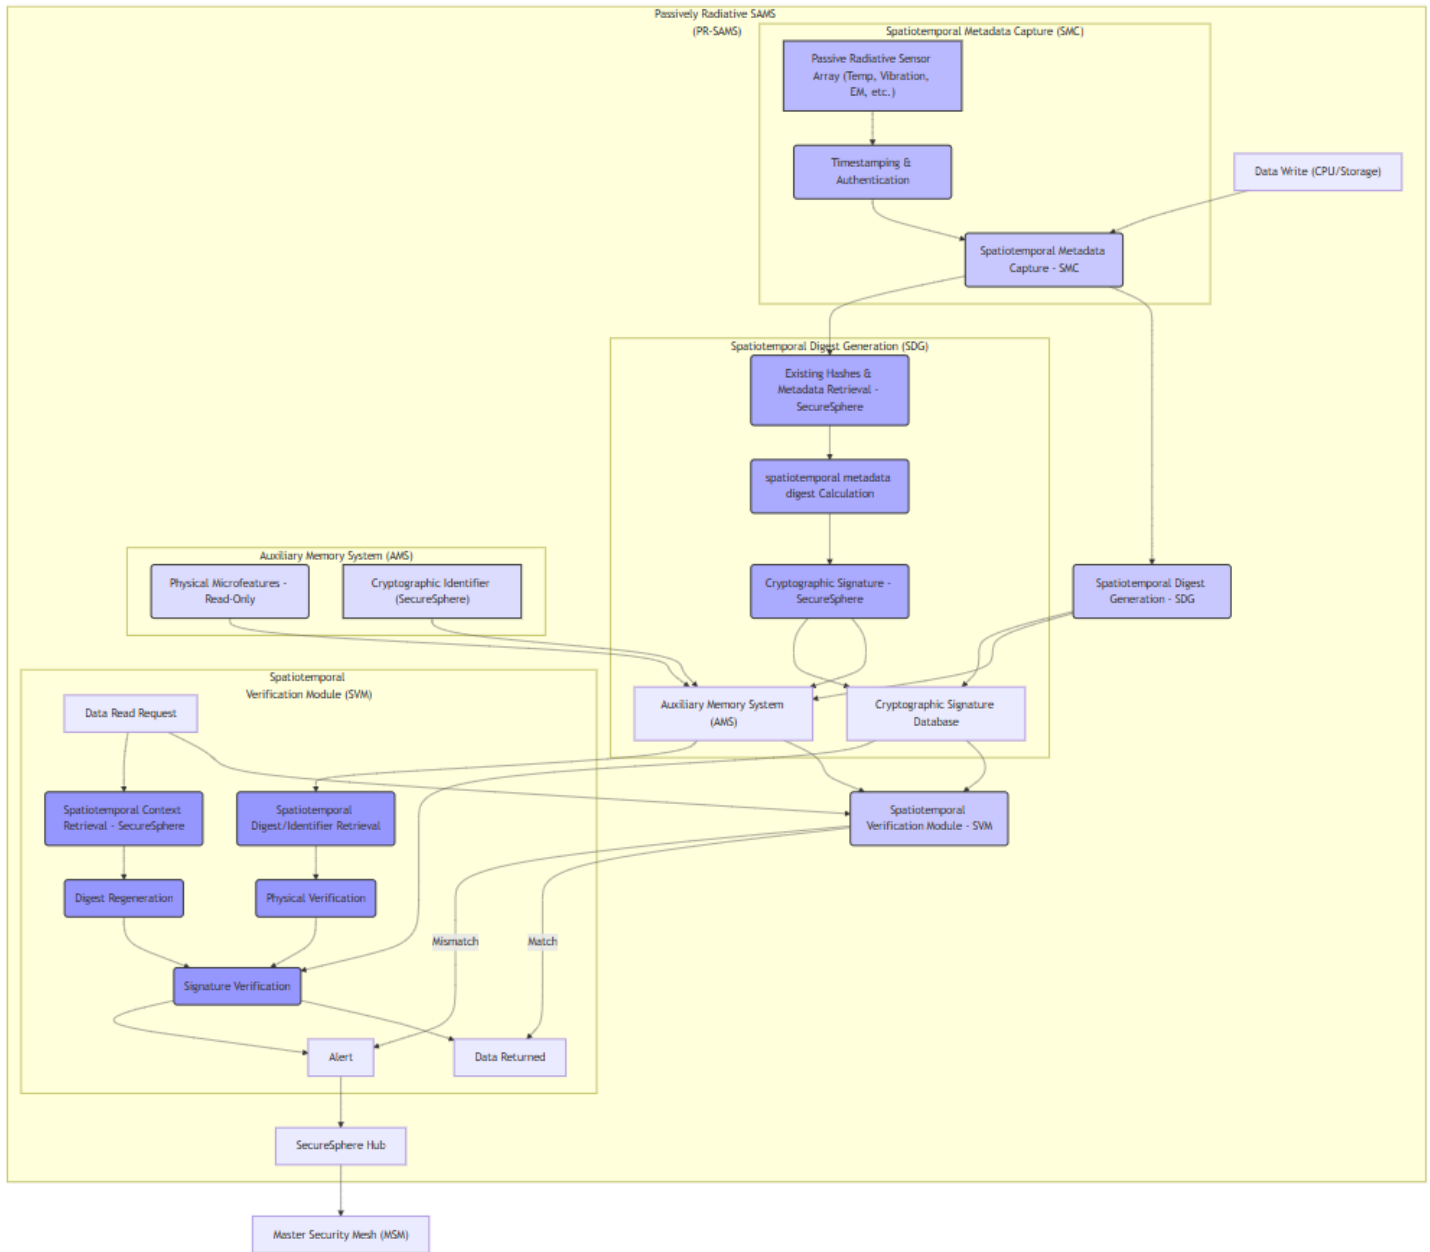 Passively Radiative SAMS
(PR-SAMS)
Spatiotemporal Metadata Capture (SMC)
Passive Radiative Sensor
Array (Temp, Vibration,
EM, etc.)
Timestamping &
Authentication
Data Write (CPU/Storage)
Spatiotemporal Metadata
Capture - SMC
Spatiotemporal Digest Generation (SDG)
Existing Hashes &
Metadata Retrieval -
SecureSphere
spatiotemporal metadata
digest Calculation
Auxiliary Memory System (AMS)
Physical Microfeatures -
Read-Only
Cryptographic Identifier
(SecureSphere)
Cryptographic Signature -
SecureSphere
Spatiotemporal Digest
Generation - SDG
Spatiotemporal
Verification Module (SVM)
Data Read Request
Auxiliary Memory System
(AMS)
Cryptographic Signature
Database
Spatiotemporal Context
Retrieval - SecureSphere
Spatiotemporal
Digest/Identifier Retrieval
Spatiotemporal
Verification Module - SVM
Digest Regeneration
Physical Verification
Mismatch
Match
Signature Verification
Alert
Data Returned
SecureSphere Hub
Master Security Mesh (MSM)